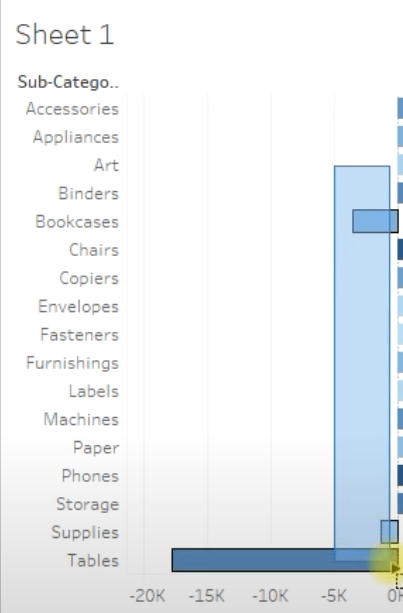 Sheet 1
Sub-Catego..
Accessories
Appliances
Art
Binders
Bookcases
Chairs
Copiers
Envelopes
Fasteners
Furnishings
Labels
Machines
Paper
Phones
Storage
Supplies
Tables
-20K -15K -10K -5K 0K